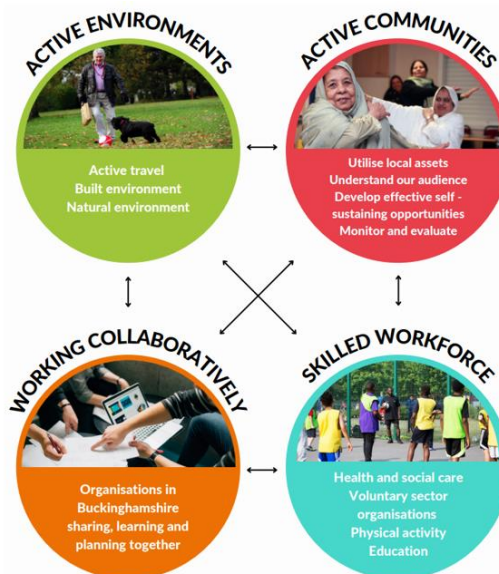 ACTIVE ENVIRONMENTS
Active travel
Built environment
Natural environment
ACTIVE COMMUNITIES
Utilise local assets
Understand our audience
Develop effective self -
sustaining opportunities
Monitor and evaluate
WORKING COLLABORATIVELY
Organisations in
Buckinghamshire
sharing, learning and
planning together
SKILLED WORKFORCE
Health and social care
Voluntary sector
organisations
Physical activity
Education